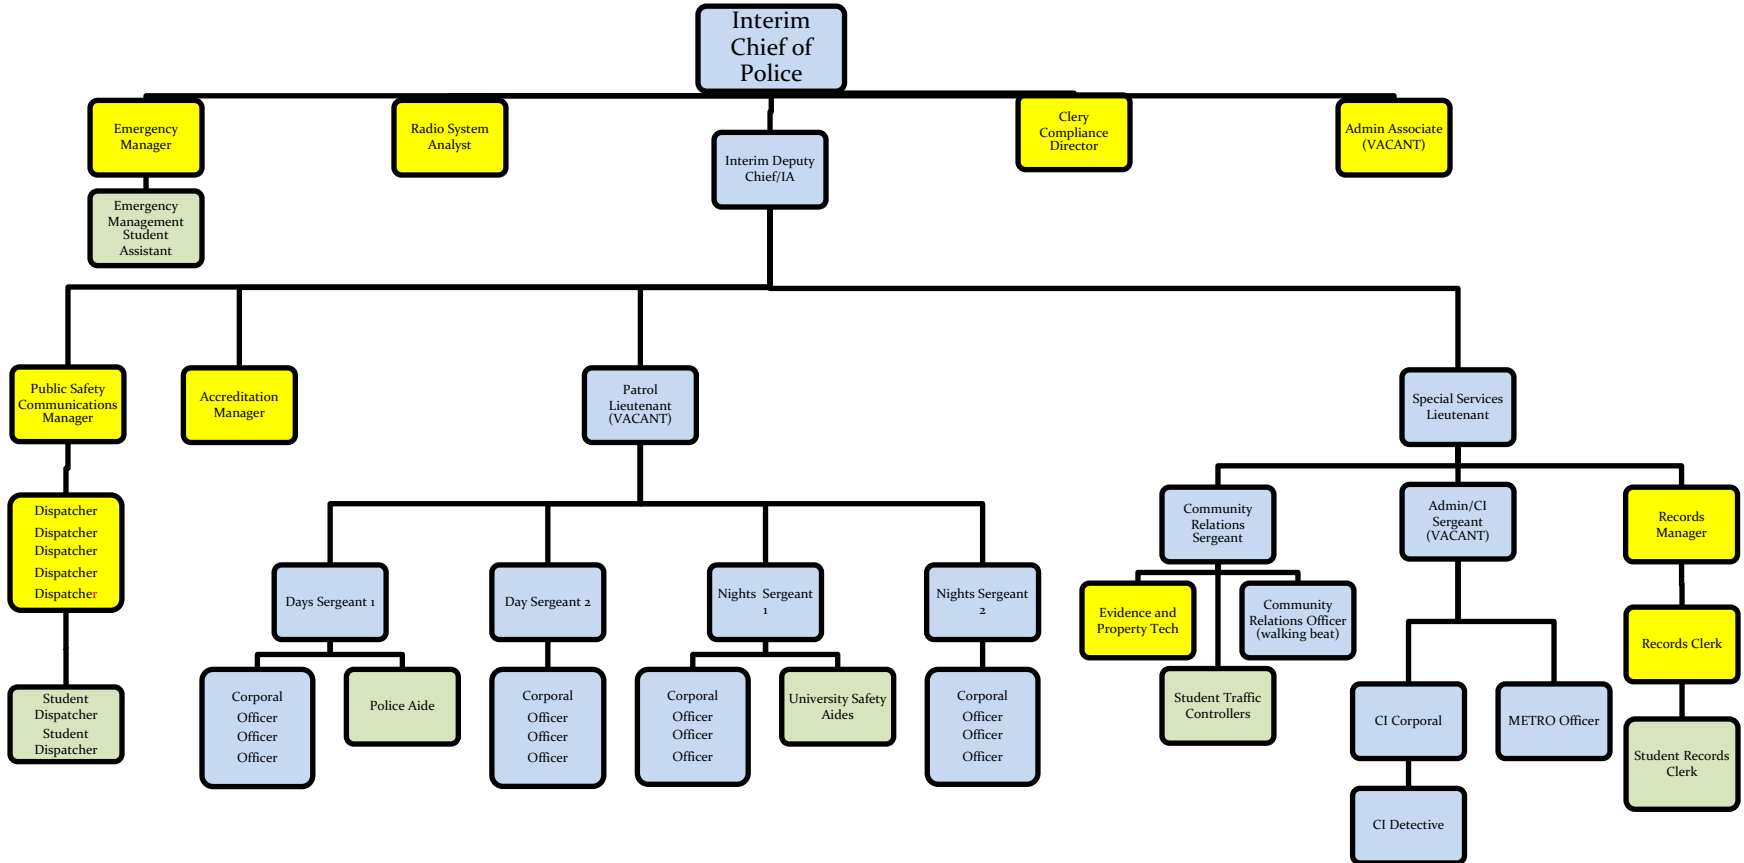 Interim
Chief of
Police
Emergency
Manager
Radio System
Analyst
Interim Deputy
Chief/IA
Clery
Compliance
Director
Admin Associate
(VACANT)
Emergency
Management
Student
Assistant
Public Safety
Communications
Manager
Accreditation
Manager
Patrol
Lieutenant
(VACANT)
Special Services
Lieutenant
Dispatcher
Dispatcher
Dispatcher
Dispatcher
Dispatcher
Community
Relations
Sergeant
Admin/CI
Sergeant
(VACANT)
Records
Manager
Days Sergeant 1
Day Sergeant 2
Nights Sergeant
1
Nights Sergeant
2
Evidence and
Property Tech
Community
Relations Officer
(walking beat)
Records Clerk
Student
Dispatcher
Student
Dispatcher
Corporal
Officer
Officer
Officer
Police Aide
Corporal
Officer
Officer
Officer
Corporal
Officer
Officer
Officer
University Safety
Aides
Corporal
Officer
Officer
Officer
Student Traffic
Controllers
CI Corporal
METRO Officer
Student Records
Clerk
CI Detective